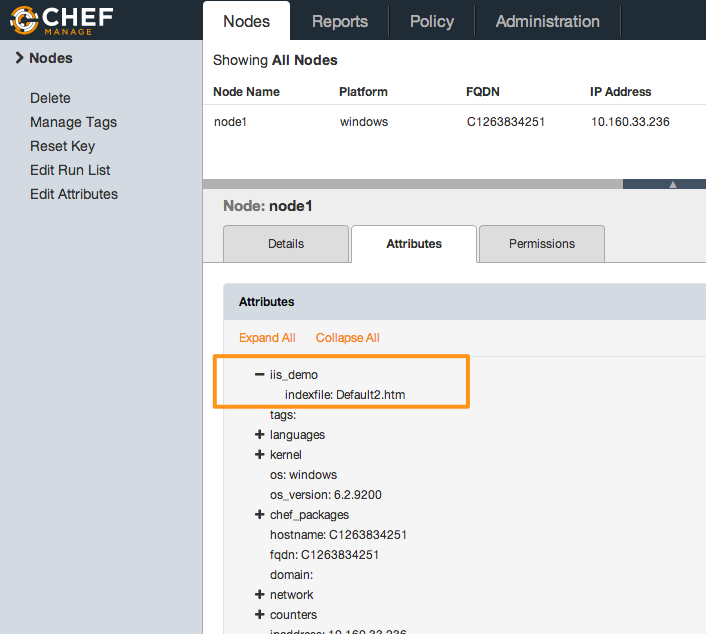 CHEF
MANAGE
Nodes Reports Policy Administration
Nodes
Delete
Manage Tags
Reset Key
Edit Run List
Edit Attributes
Showing All Nodes
Node Name Platform FQDN IP Address
node1 windows C1263834251 10.160.33.236
Node: node1
Details Attributes Permissions
Attributes
Expand All Collapse All
iis_demo
indexfile: Default2.htm
tags:
languages
kernel
os: windows
os_version: 6.2.9200
chef_packages
hostname: C1263834251
fqdn: C1263834251
domain:
network
counters
ipaddress: 10.160.33.236